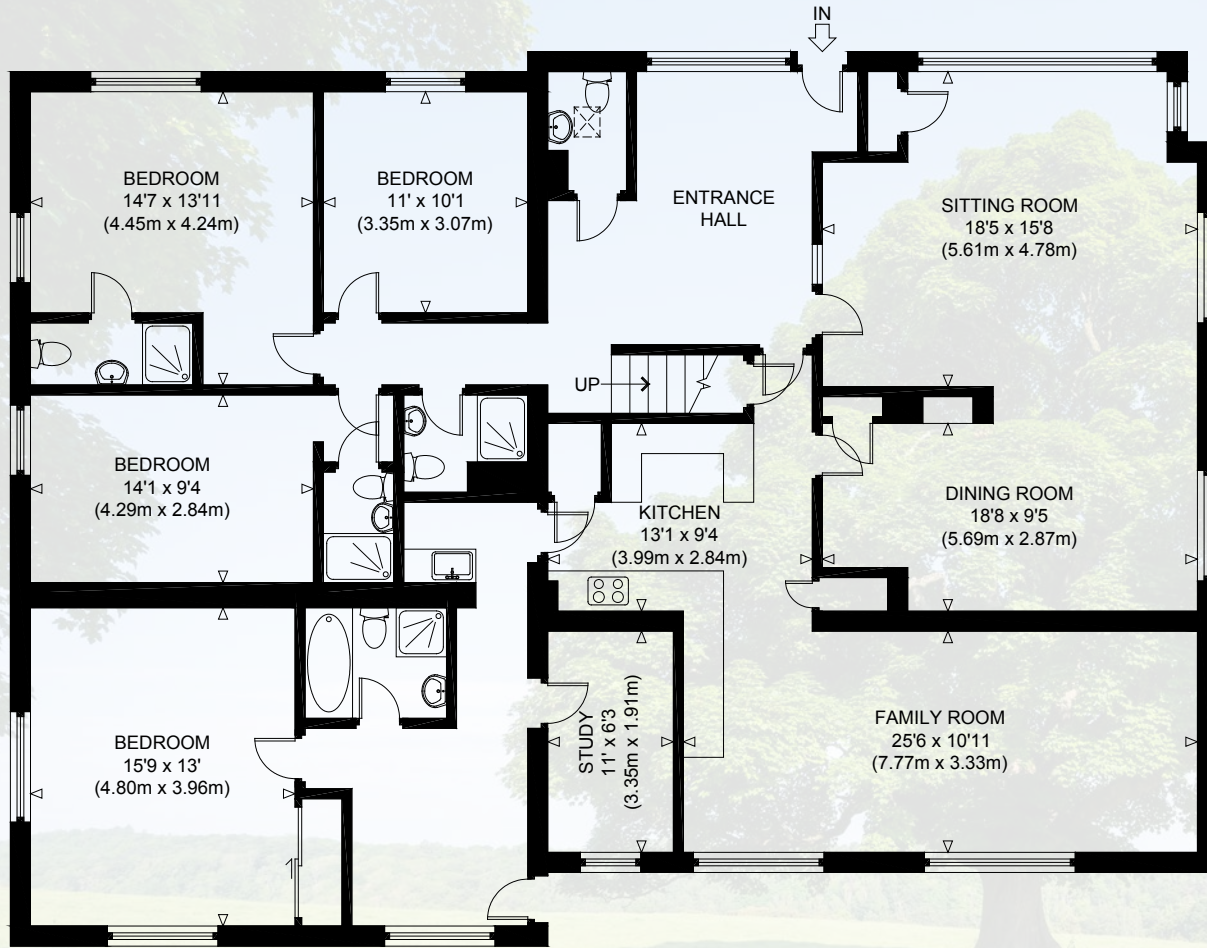 IN
BEDROOM
14'7 x 13'11
(4.45m x 4.24m)
BEDROOM
11' x 10'1
(3.35m x 3.07m)
ENTRANCE
HALL
SITTING ROOM
18'5 x 15'8
(5.61m x 4.78m)
UP
BEDROOM
14'1 x 9'4
(4.29m x 2.84m)
KITCHEN
13'1 x 9'4
(3.99m x 2.84m)
DINING ROOM
18'8 x 9'5
(5.69m x 2.87m)
BEDROOM
15'9 x 13'
(4.80m x 3.96m)
STUDY
11' x 6'3
(3.35m x 1.91m)
FAMILY ROOM
25'6 x 10'11
(7.77m x 3.33m)